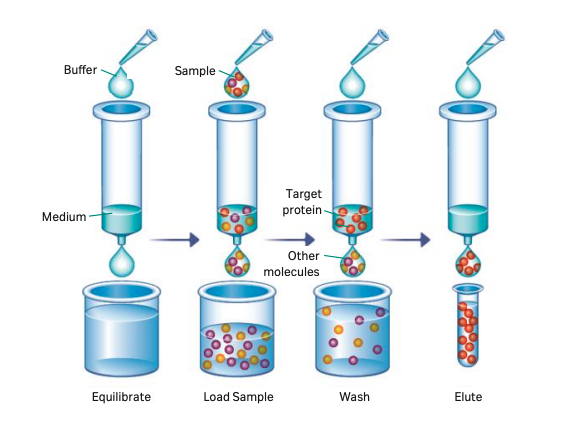 Buffer
Sample
Medium
Target
protein
Other
molecules
Equilibrate
Load Sample
Wash
Elute